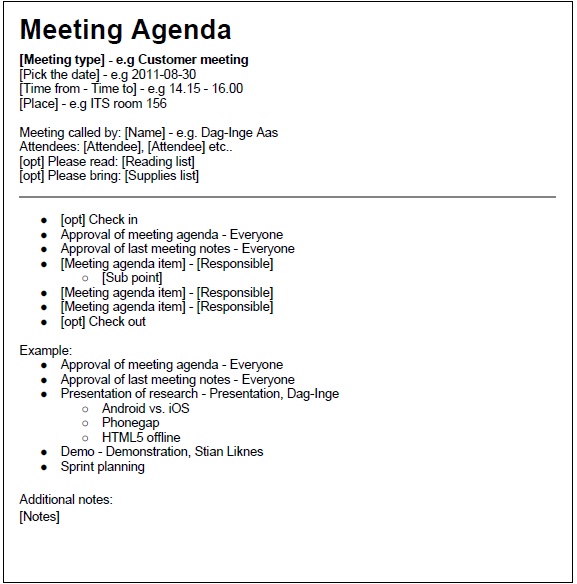 Meeting Agenda
[Meeting type] - e.g Customer meeting
[Pick the date] - e.g 2011-08-30
[Time from - Time to] - e.g 14.15 - 16.00
[Place] - e.g ITS room 156
Meeting called by: [Name] - e.g. Dag-Inge Aas
Attendees: [Attendee], [Attendee] etc..
[opt] Please read: [Reading list]
[opt] Please bring: [Supplies list]
● [opt] Check in
● Approval of meeting agenda - Everyone
● Approval of last meeting notes - Everyone
● [Meeting agenda item] - [Responsible]
○ [Sub point]
● [Meeting agenda item] - [Responsible]
● [Meeting agenda item] - [Responsible]
● [opt] Check out
Example:
● Approval of meeting agenda - Everyone
● Approval of last meeting notes - Everyone
● Presentation of research - Presentation, Dag-Inge
○ Android vs. iOS
○ Phonegap
○ HTML5 offline
● Demo - Demonstration, Stian Liknes
● Sprint planning
Additional notes:
[Notes]